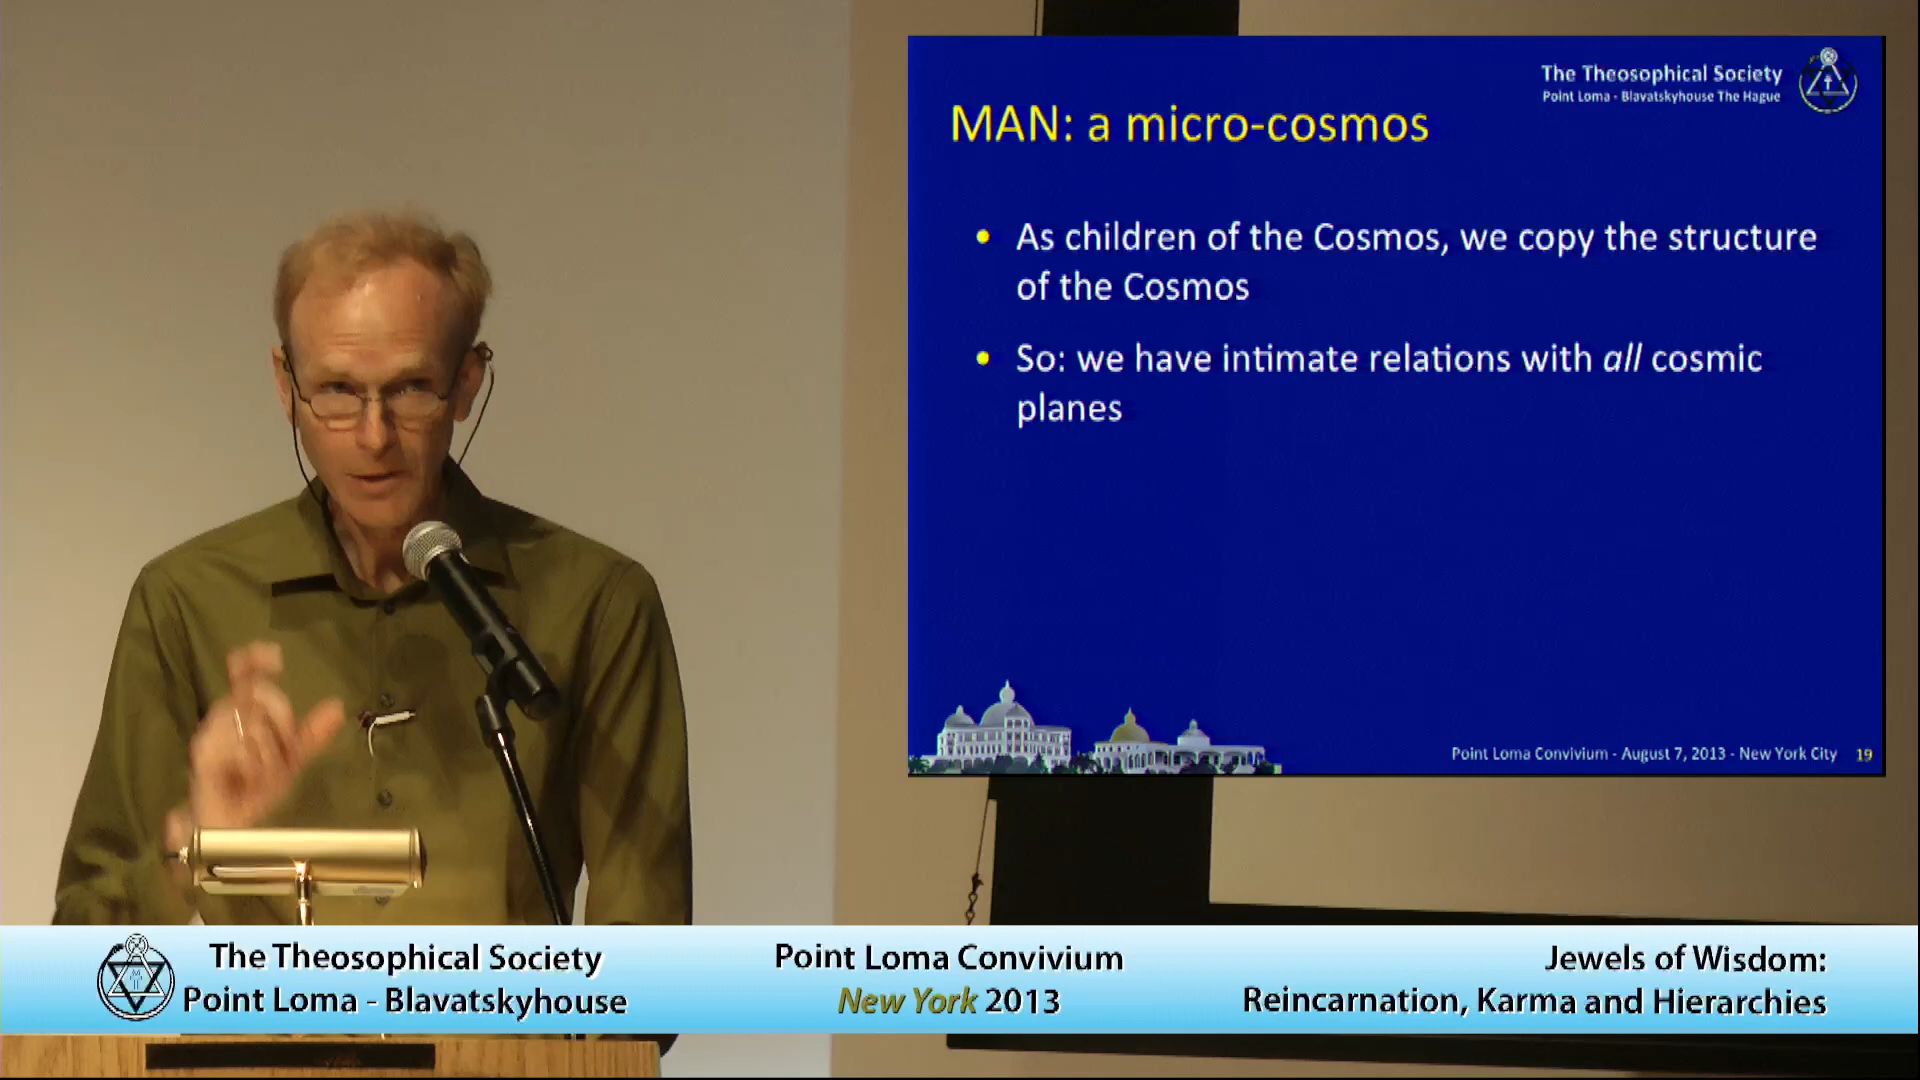 The Theosophical Society
Point Loma - Blavatskyhouse The Hague
MAN: a micro-cosmos
• As children of the Cosmos, we copy the structure
of the Cosmos
• So: we have intimate relations with all cosmic
planes
Point Loma Convivium - August 7, 2013 - New York City 19
The Theosophical Society
Point Loma - Blavatskyhouse
Point Loma Convivium
New York 2013
Jewels of Wisdom:
Reincarnation, Karma and Hierarchies